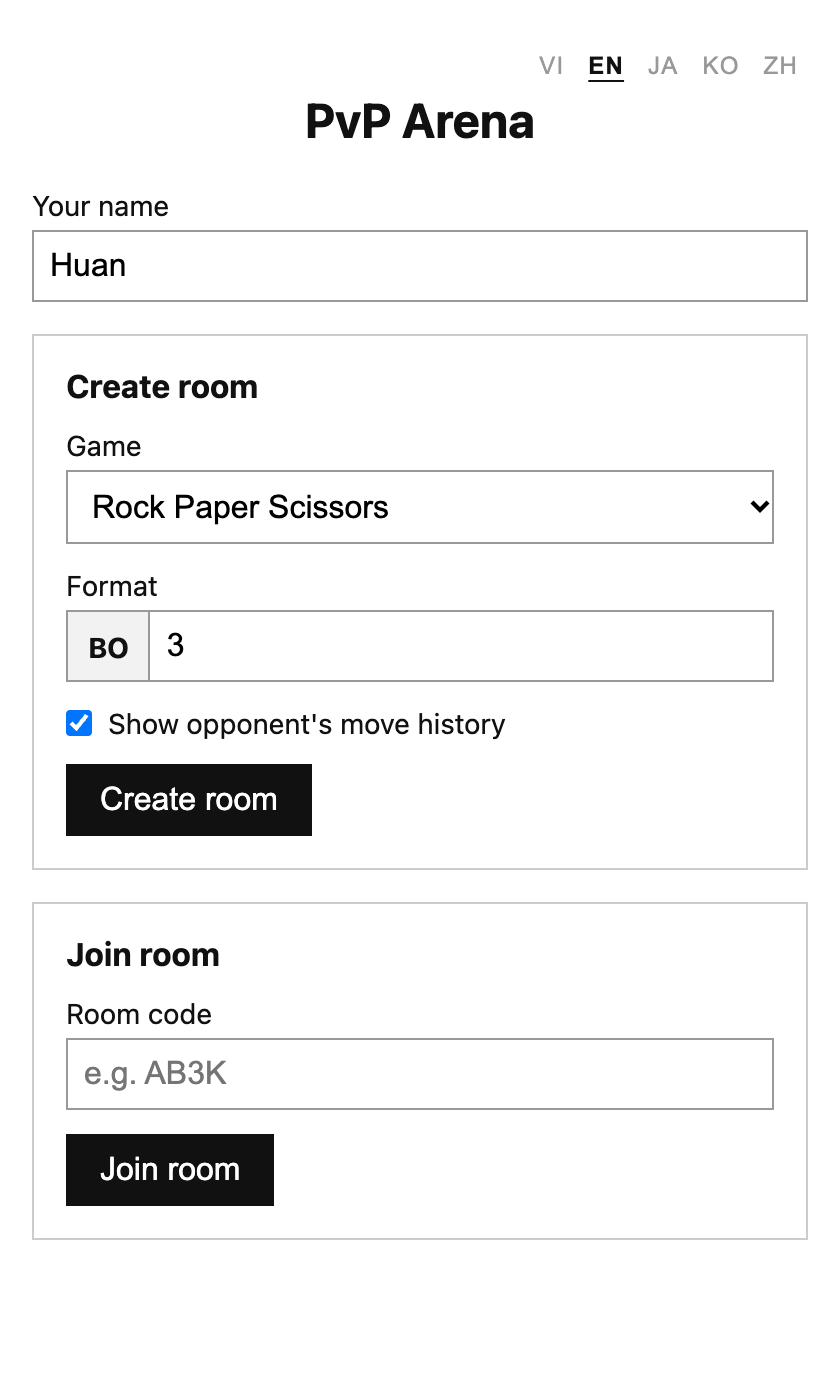 VI EN JA KO ZH
PvP Arena
Your name
Huan
Create room
Game
Rock Paper Scissors
Format
BO 3
Show opponent's move history
Create room
Join room
Room code
e.g. AB3K
Join room